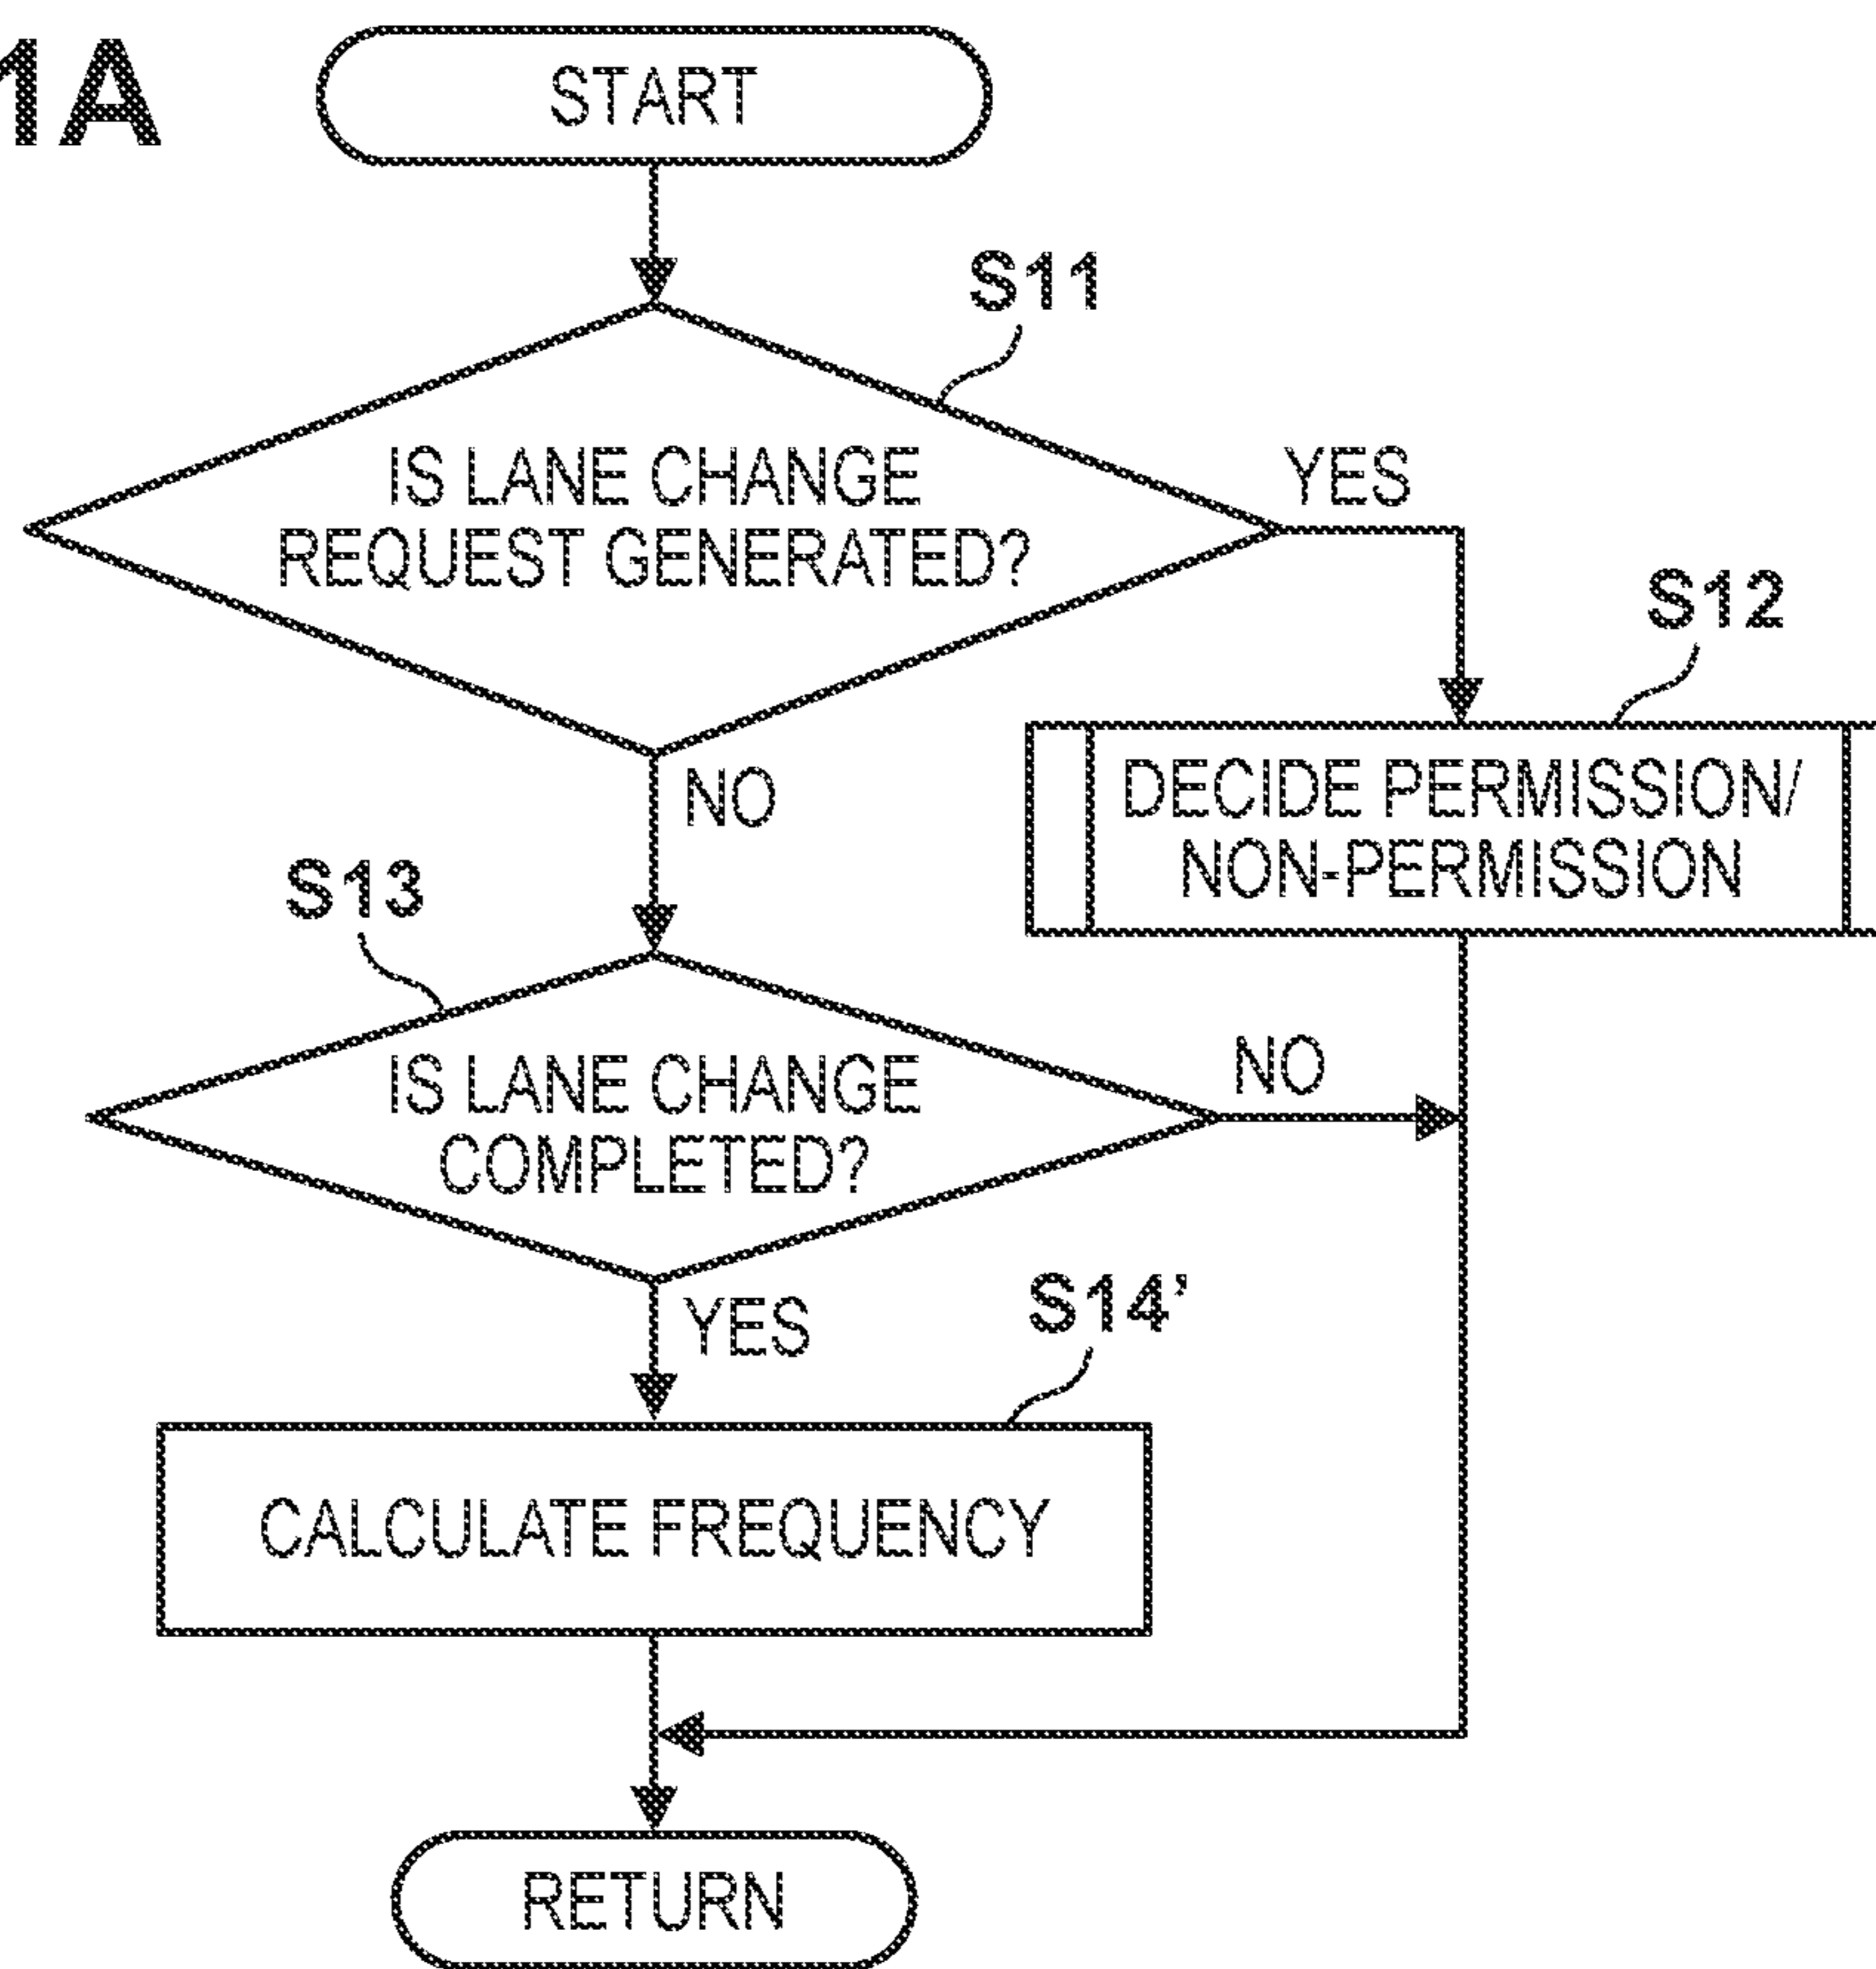 1A
START
S11
IS LANE CHANGE
REQUEST GENERATED?
YES
S12
DECIDE PERMISSION/
NON-PERMISSION
NO
S13
IS LANE CHANGE
COMPLETED?
NO
YES
S14’
CALCULATE FREQUENCY
RETURN